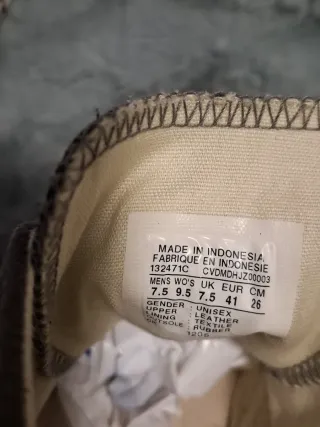 MADE IN INDONESIA
FABRIQUE EN INDONESIE
132471C CVDMDHJZ00003
MENS WO'S UK EUR CM
7.5 9.5 7.5 41 26
GENDER : UNISEX
UPPER : LEATHER
LINING : TEXTILE
OUTSOLE : RUBBER